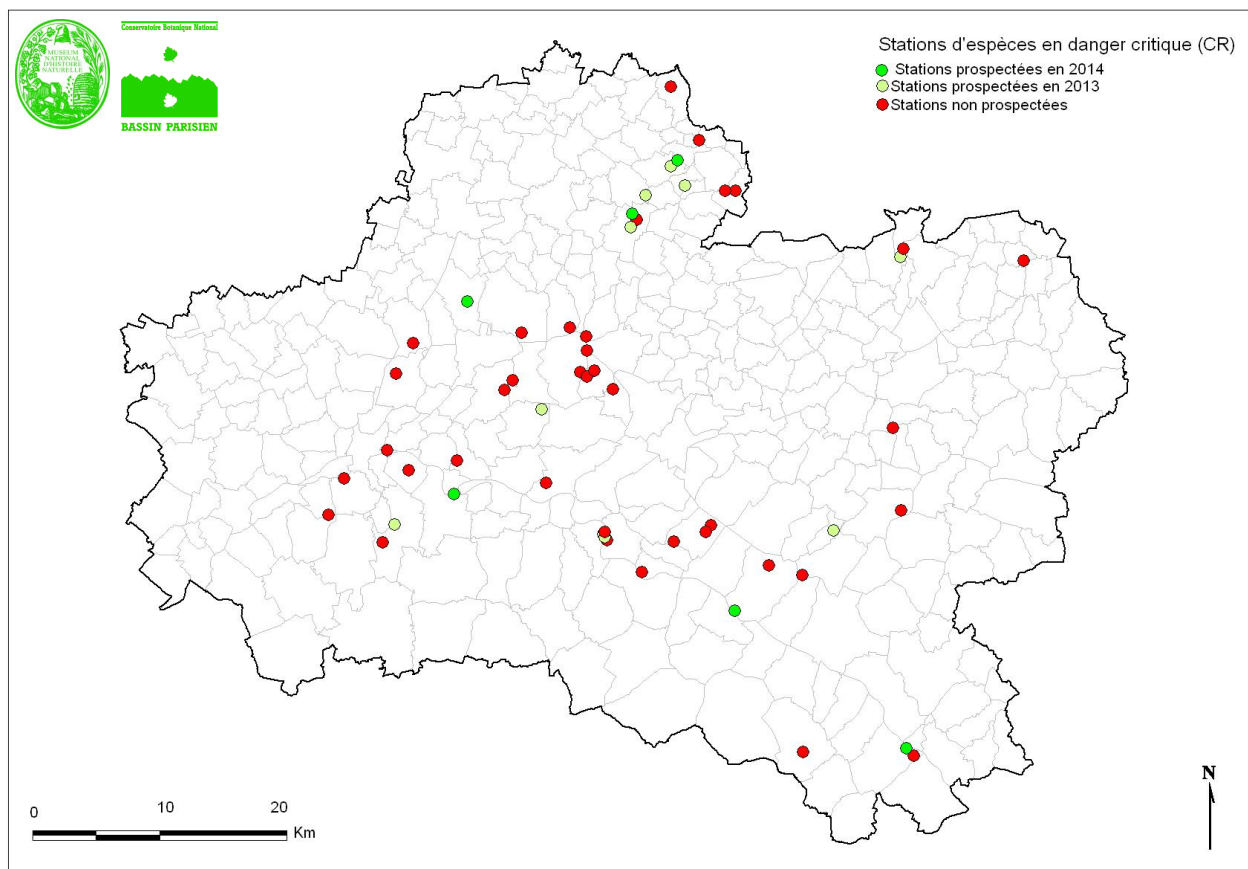 MUSEUM
NATIONAL
D'HISTOIRE
NATURELLE
Conservatoire Botanique National
BASSIN PARISIEN
Stations d'espèces en danger critique (CR)
Stations prospectées en 2014
Stations prospectées en 2013
Stations non prospectées
0 10 20
Km
N